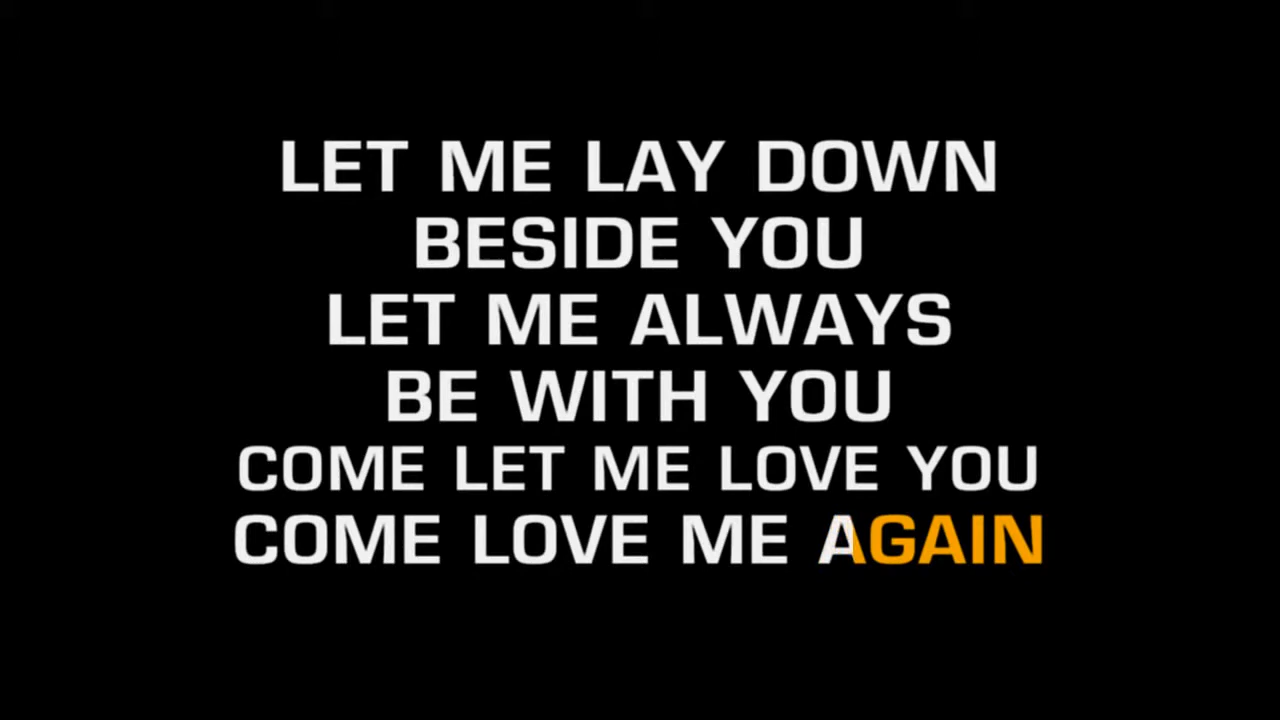 LET ME LAY DOWN
BESIDE YOU
LET ME ALWAYS
BE WITH YOU
COME LET ME LOVE YOU
COME LOVE ME AGAIN